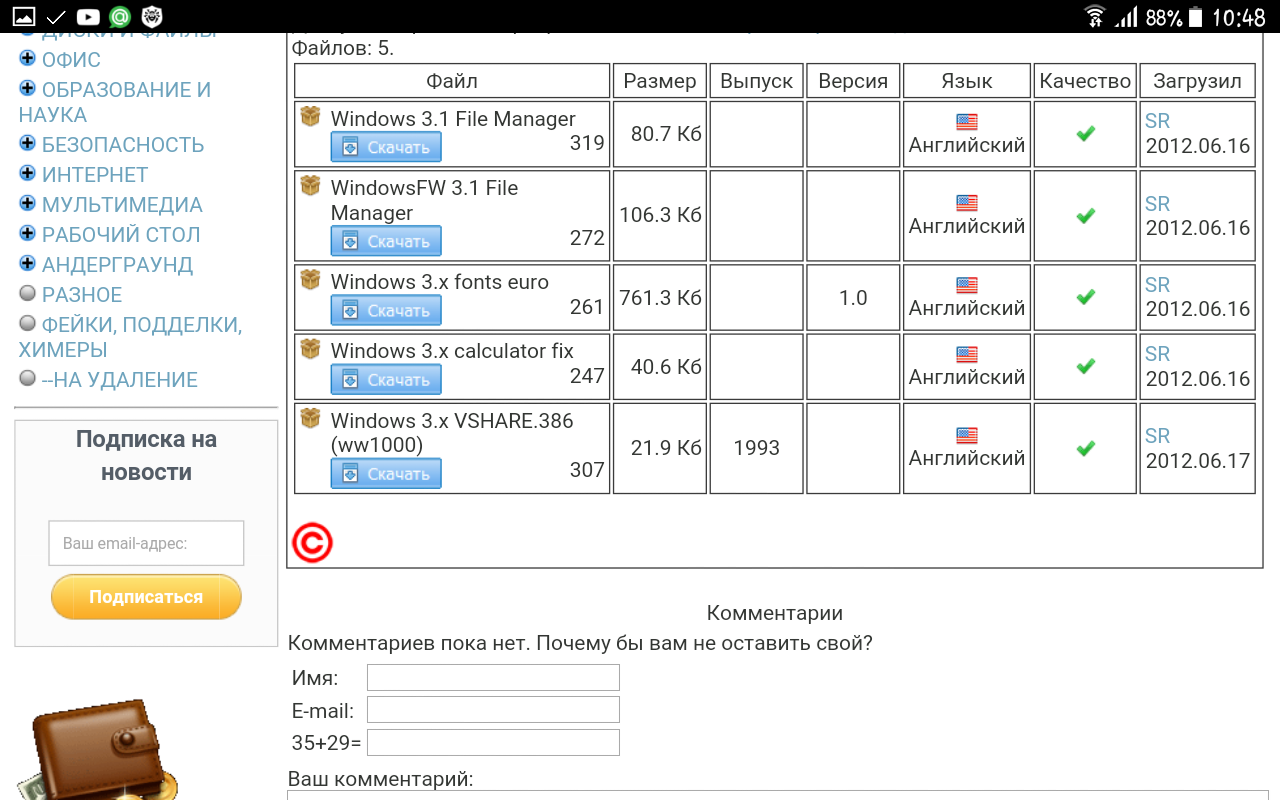 88% 10:48
ДИСКИ И ФАЙЛЫ
ОФИС
ОБРАЗОВАНИЕ И
НАУКА
БЕЗОПАСНОСТЬ
ИНТЕРНЕТ
МУЛЬТИМЕДИА
РАБОЧИЙ СТОЛ
АНДЕРГРАУНД
РАЗНОЕ
ФЕЙКИ, ПОДДЕЛКИ,
ХИМЕРЫ
--НА УДАЛЕНИЕ
Подписка на
новости
Ваш email-адрес:
Подписаться
Файлов: 5.
Файл Размер Выпуск Версия Язык Качество Загрузил
Windows 3.1 File Manager
Скачать 319 80.7 Кб Английский SR
2012.06.16
WindowsFW 3.1 File
Manager
Скачать 272 106.3 Кб Английский SR
2012.06.16
Windows 3.x fonts euro
Скачать 261 761.3 Кб 1.0 Английский SR
2012.06.16
Windows 3.x calculator fix
Скачать 247 40.6 Кб Английский SR
2012.06.16
Windows 3.x VSHARE.386
(ww1000)
Скачать 307 21.9 Кб 1993 Английский SR
2012.06.17
©
Комментарии
Комментариев пока нет. Почему бы вам не оставить свой?
Имя:
E-mail:
35+29=
Ваш комментарий: